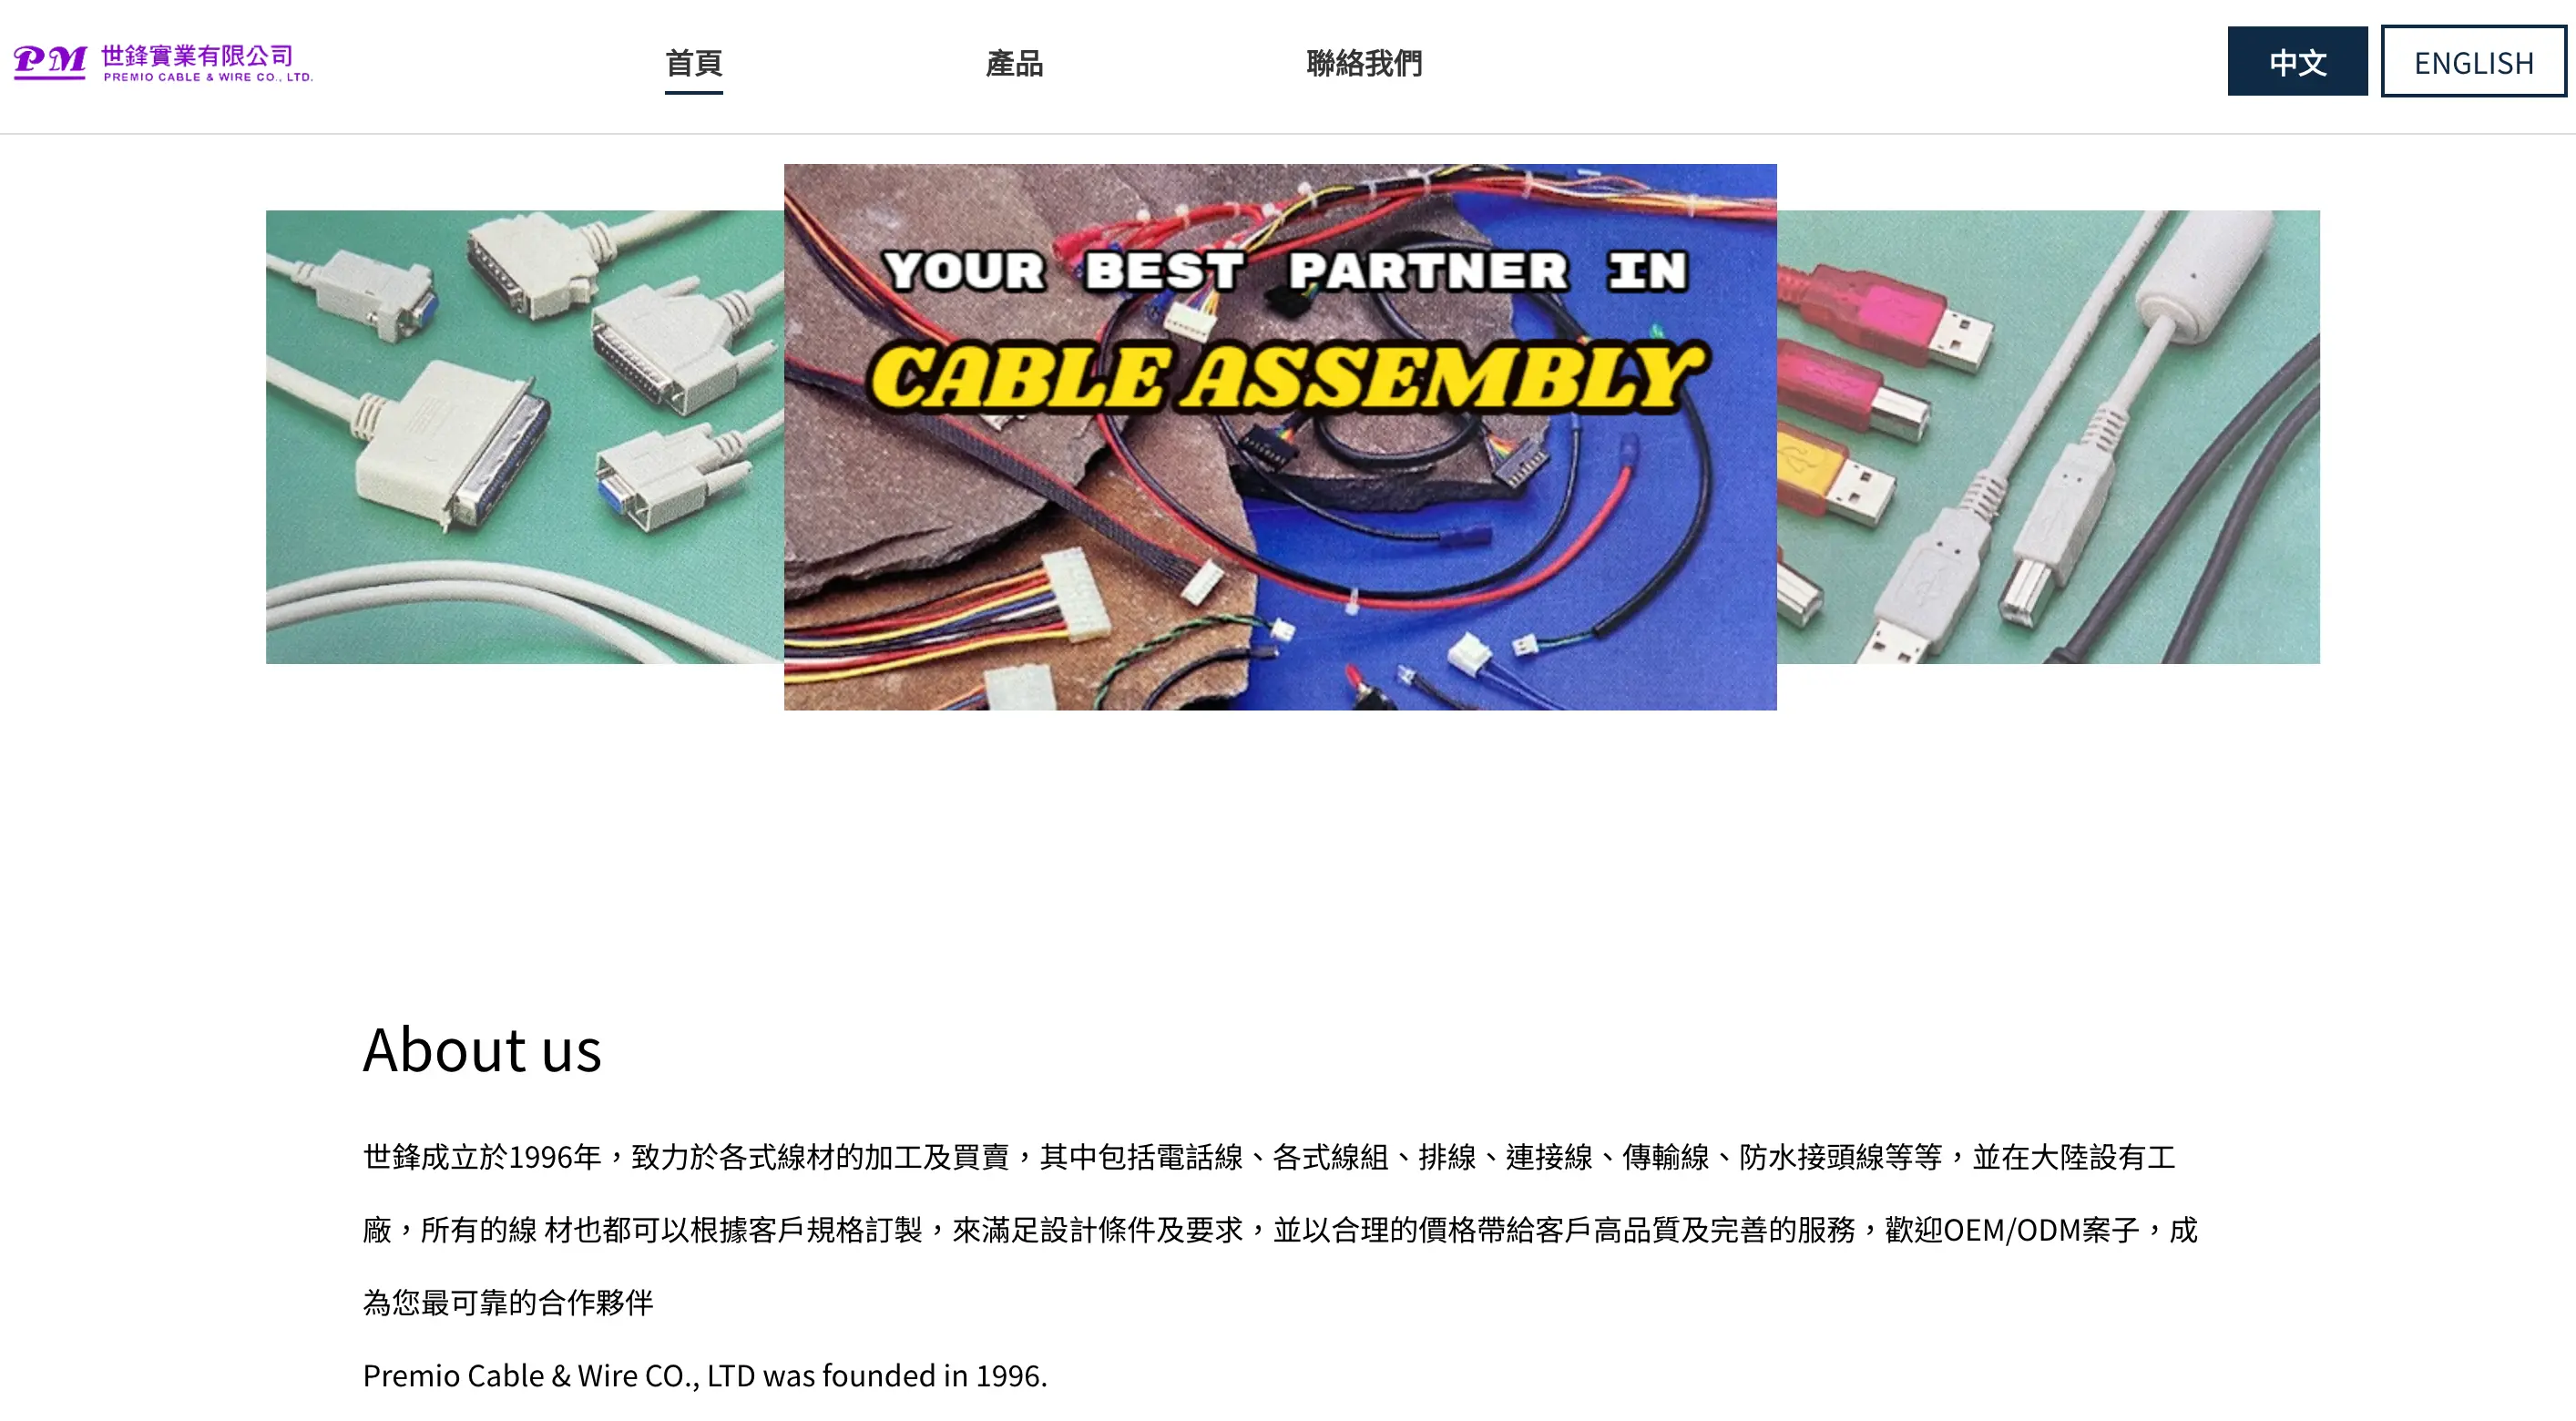 PM 世鋒實業有限公司
PREMIO CABLE & WIRE CO., LTD.
首頁
產品
聯絡我們
中文
ENGLISH
YOUR BEST PARTNER IN
CABLE ASSEMBLY
About us
世鋒成立於1996年，致力於各式線材的加工及買賣，其中包括電話線、各式線組、排線、連接線、傳輸線、防水接頭線等等，並在大陸設有工
廠，所有的線 材也都可以根據客戶規格訂製，來滿足設計條件及要求，並以合理的價格帶給客戶高品質及完善的服務，歡迎OEM/ODM案子，成
為您最可靠的合作夥伴
Premio Cable & Wire CO., LTD was founded in 1996.